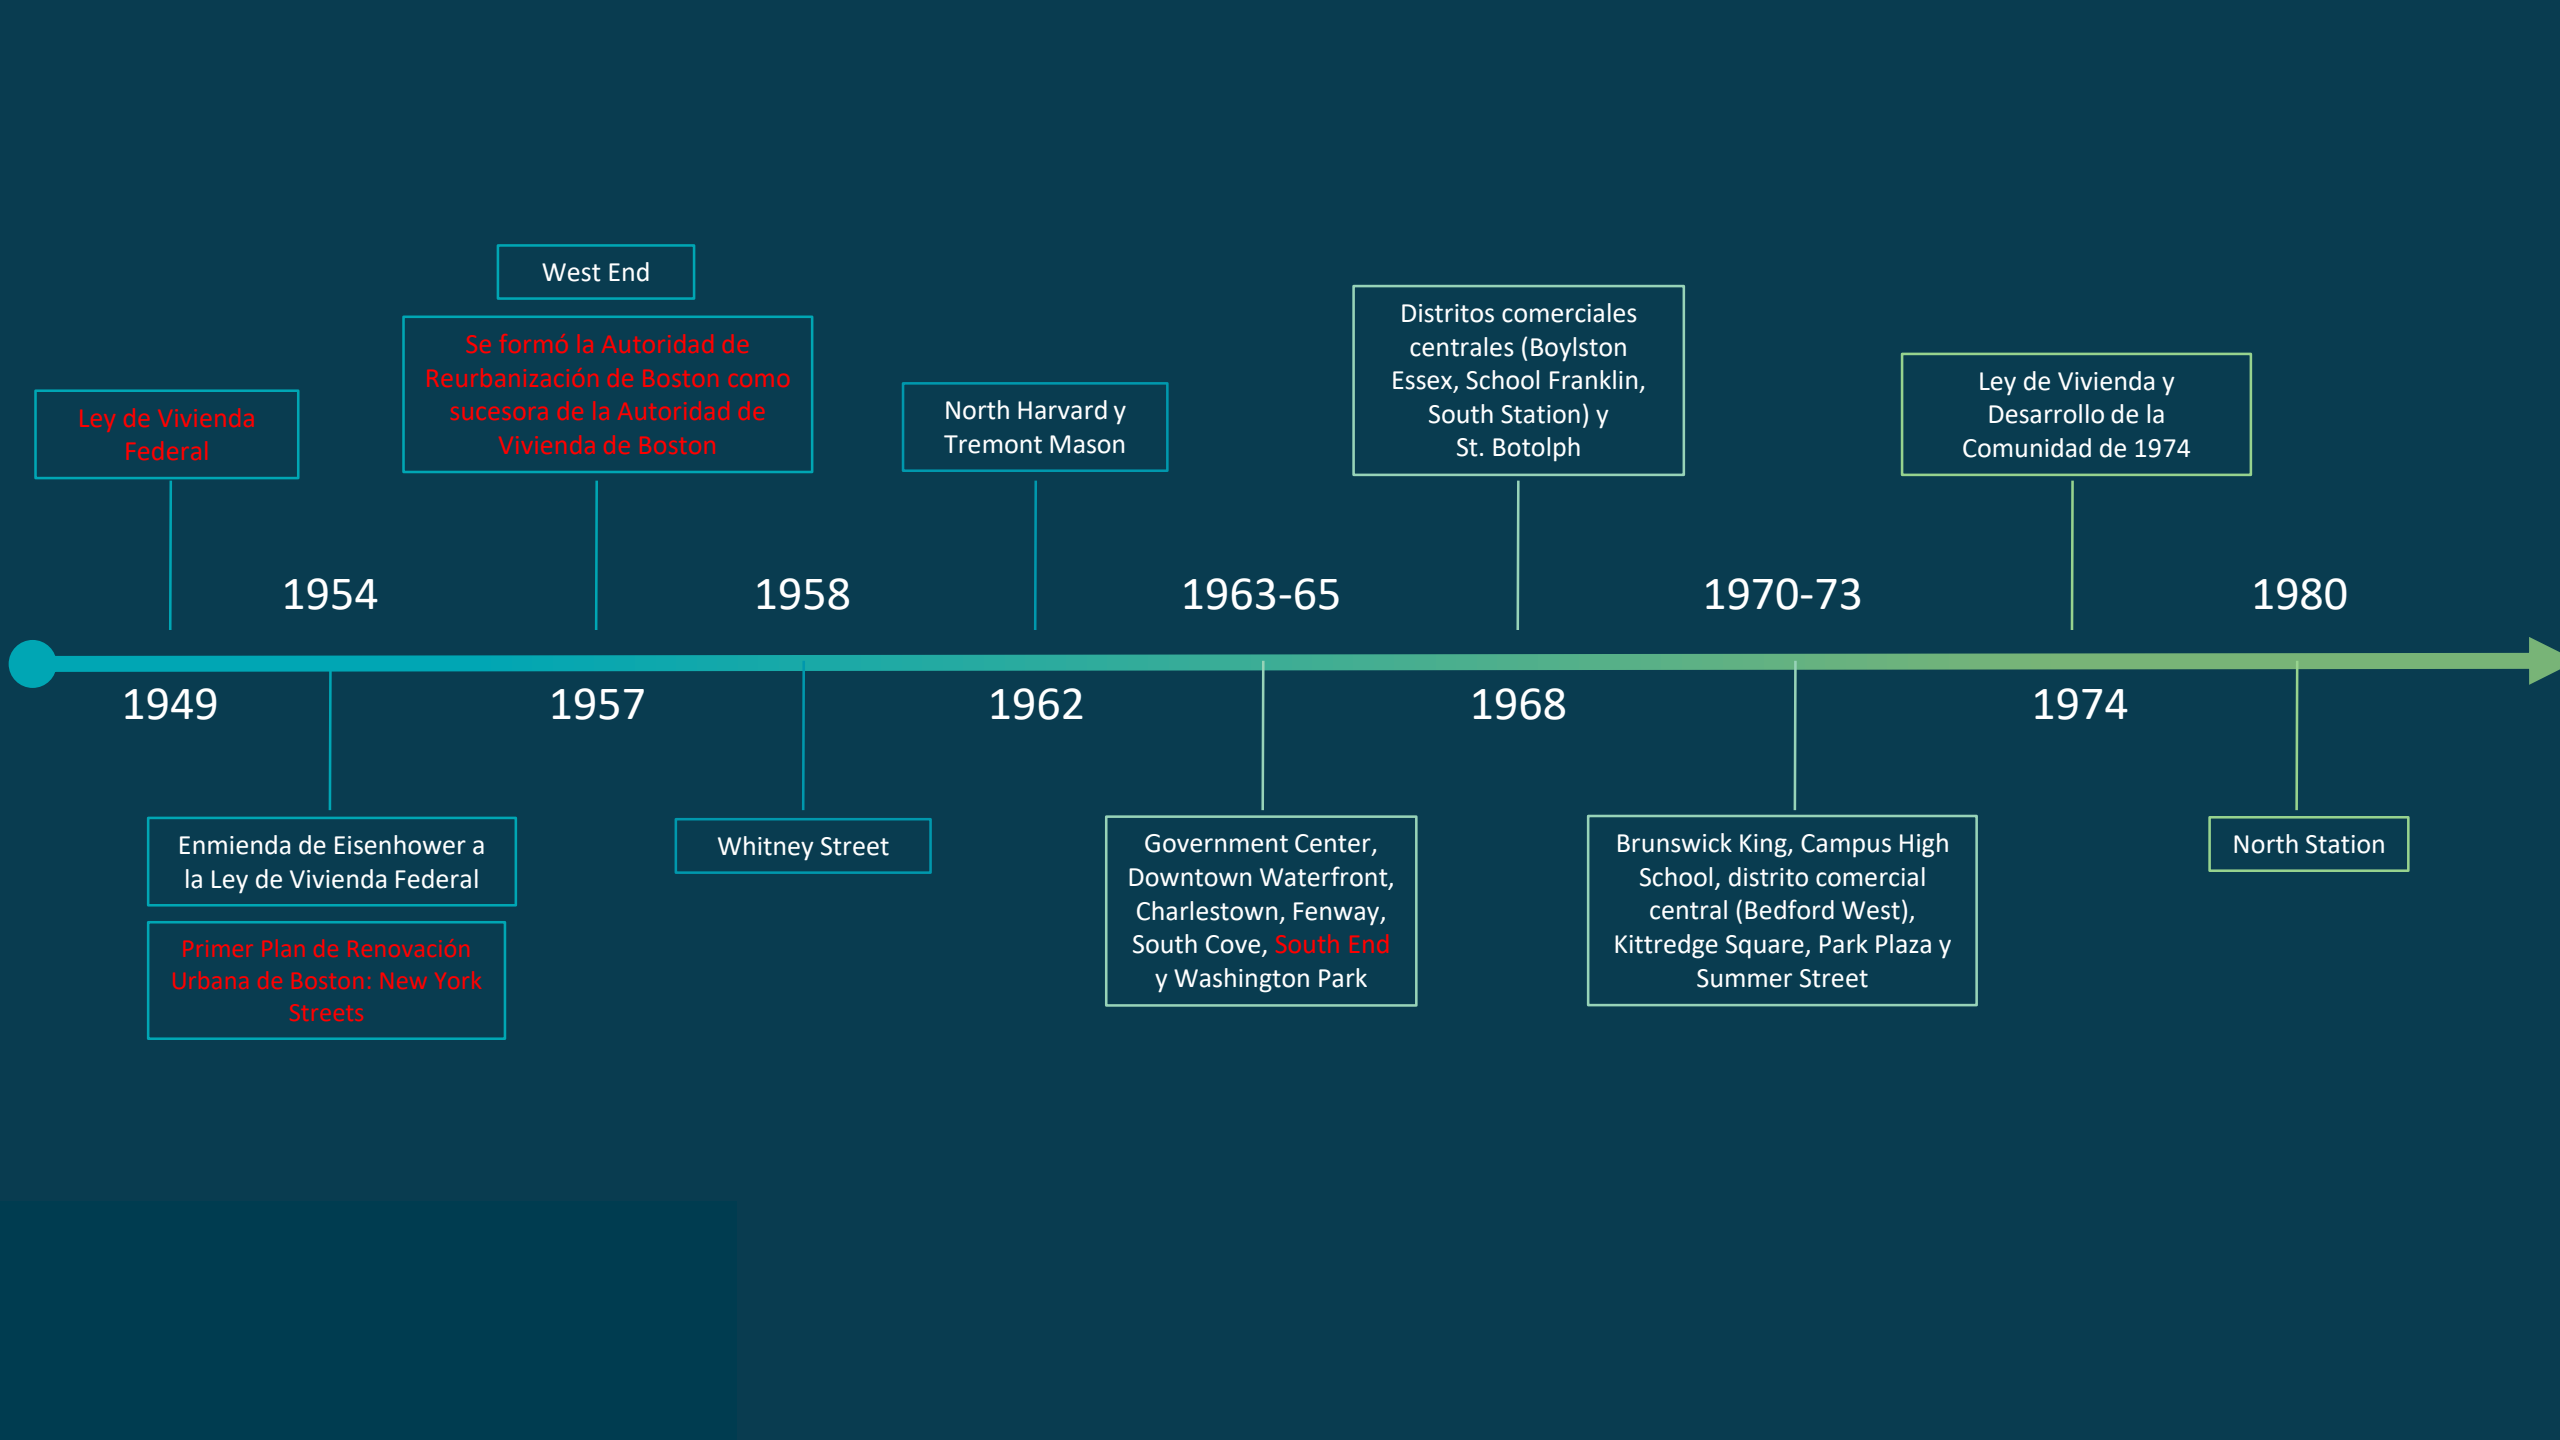 West End
Se formó la Autoridad de
Reurbanización de Boston como
sucesora de la Autoridad de
Vivienda de Boston
Distritos comerciales
centrales (Boylston
Essex, School Franklin,
South Station) y
St. Botolph
Ley de Vivienda y
Desarrollo de la
Comunidad de 1974
Ley de Vivienda
Federal
North Harvard y
Tremont Mason
1954
1958
1963-65
1970-73
1980
1949
1957
1962
1968
1974
Enmienda de Eisenhower a
la Ley de Vivienda Federal
Primer Plan de Renovación
Urbana de Boston: New York
Streets
Whitney Street
Government Center,
Downtown Waterfront,
Charlestown, Fenway,
South Cove, South End
y Washington Park
Brunswick King, Campus High
School, distrito comercial
central (Bedford West),
Kittredge Square, Park Plaza y
Summer Street
North Station